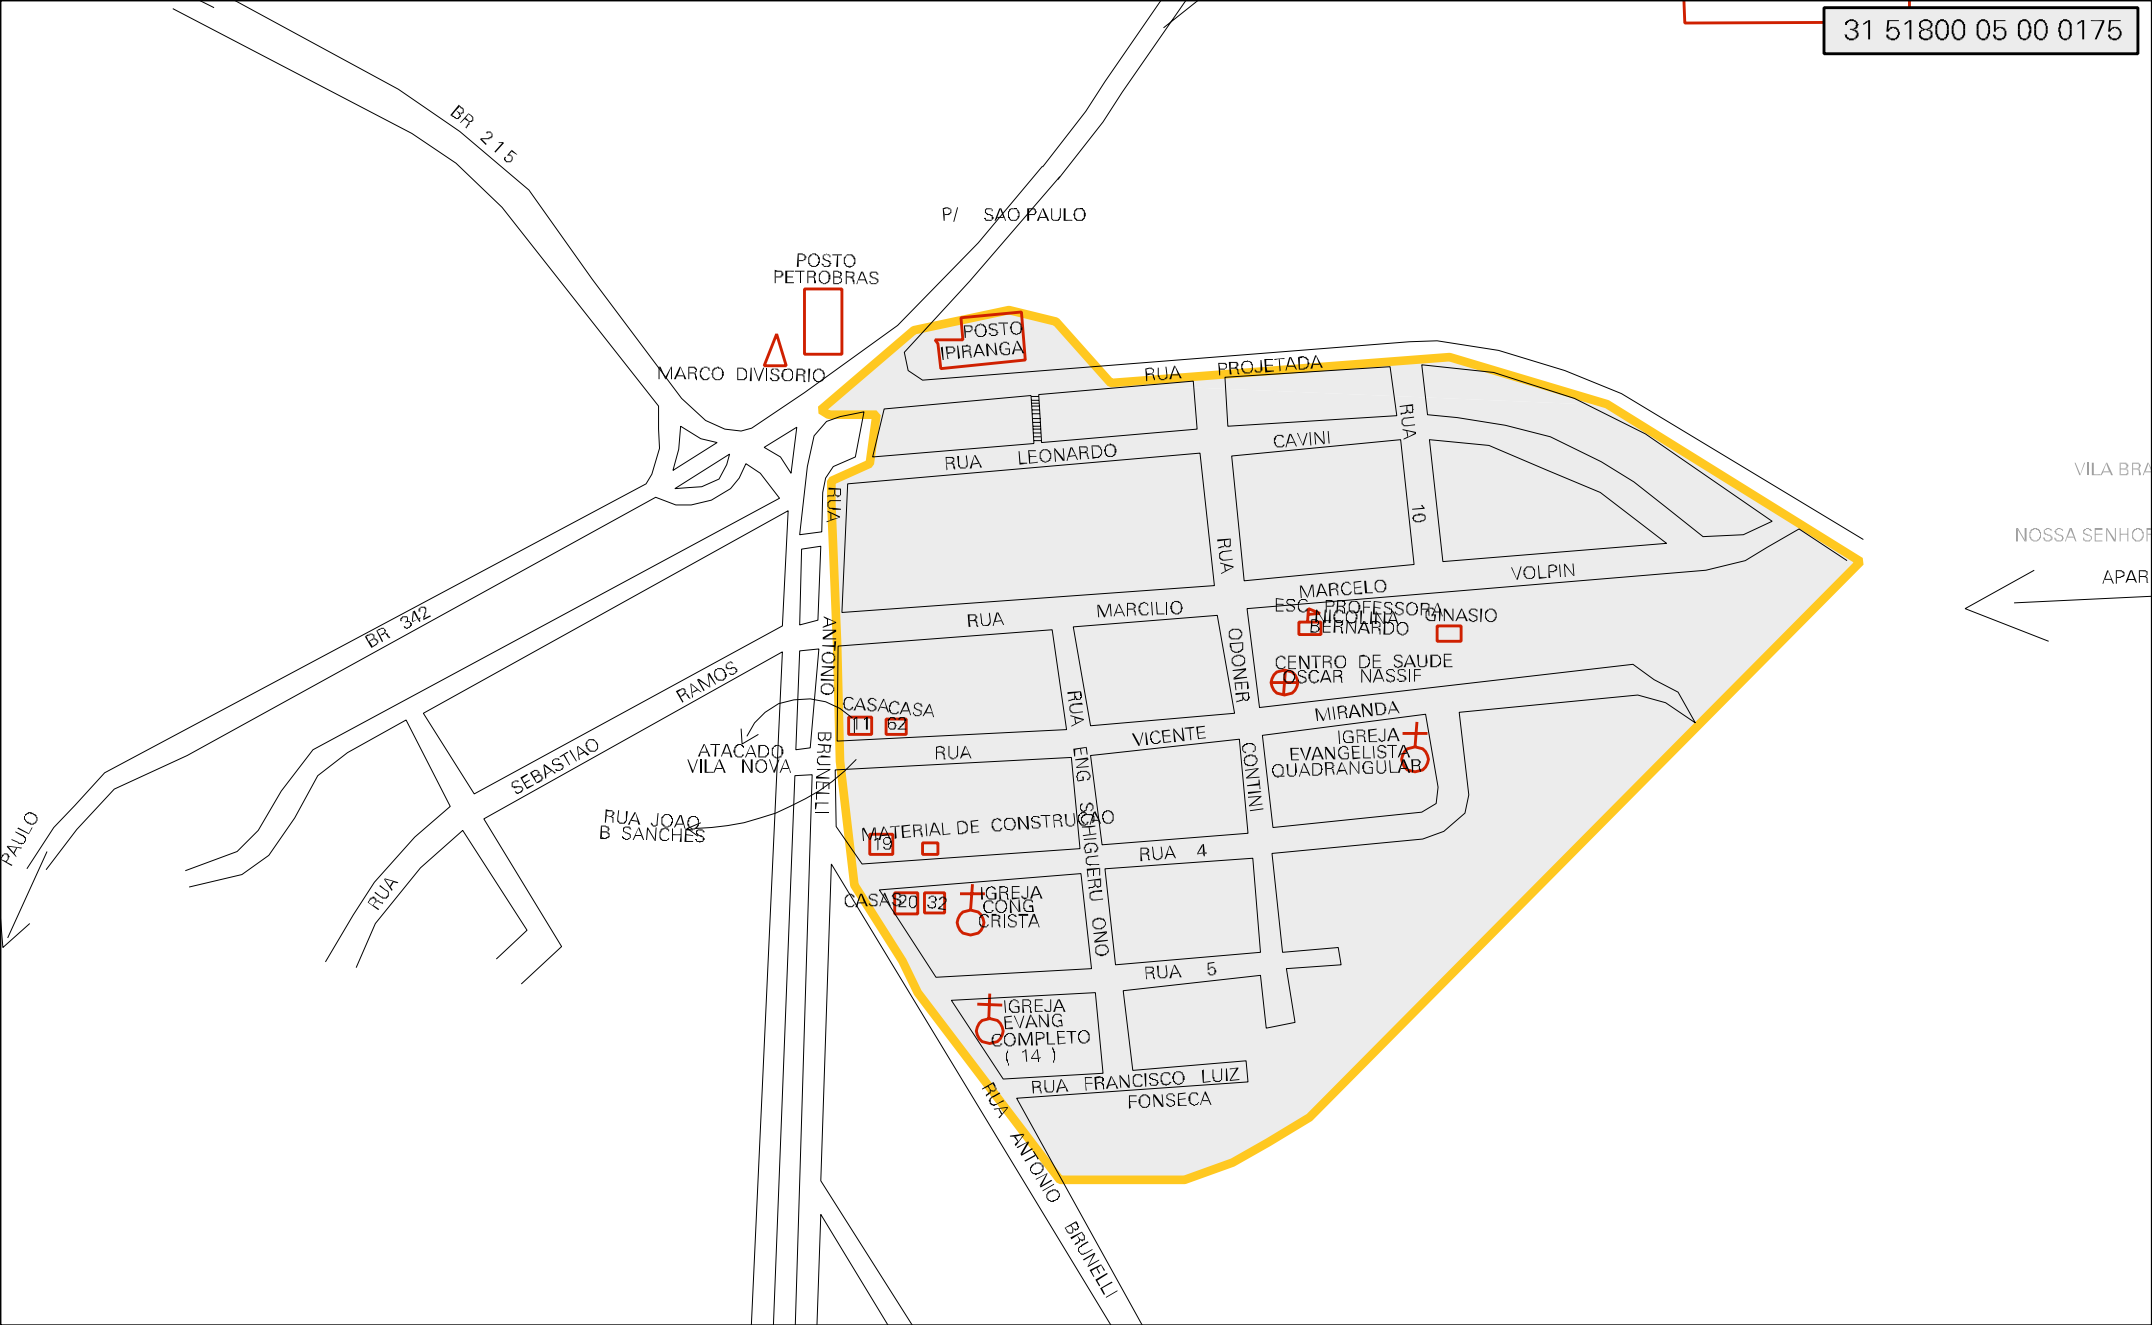 31 51800 05 00 0175
BR 215
P/ SAO PAULO
POSTO
PETROBRAS
MARCO DIVISORIO
POSTO
IPIRANGA
RUA PROJETADA
RUA LEONARDO CAVINI
RUA 10
VILA BRA
NOSSA SENHOR
APAR
RUA ANTONIO BRUNELLI
BR 342
RUA SEBASTIAO RAMOS
PAULO
RUA MARCILIO MARCELO VOLPIN
ESC PROFESSORA
NICOLINA
BERNARDO
GINASIO
CENTRO DE SAUDE
OSCAR NASSIF
RUA ODONER CONTINI
CASA
11
CASA
62
ATACADO
VILA NOVA
RUA VICENTE MIRANDA
RUA ENG SCHIGUERU ONO
IGREJA
EVANGELISTA
QUADRANGULAR
RUA JOAO
B SANCHES
MATERIAL DE CONSTRUCAO
19
RUA 4
CASAS
20
32
IGREJA
CONG
CRISTA
RUA 5
IGREJA
EVANG
COMPLETO
( 14 )
RUA FRANCISCO LUIZ
FONSECA
RUA ANTONIO BRUNELLI